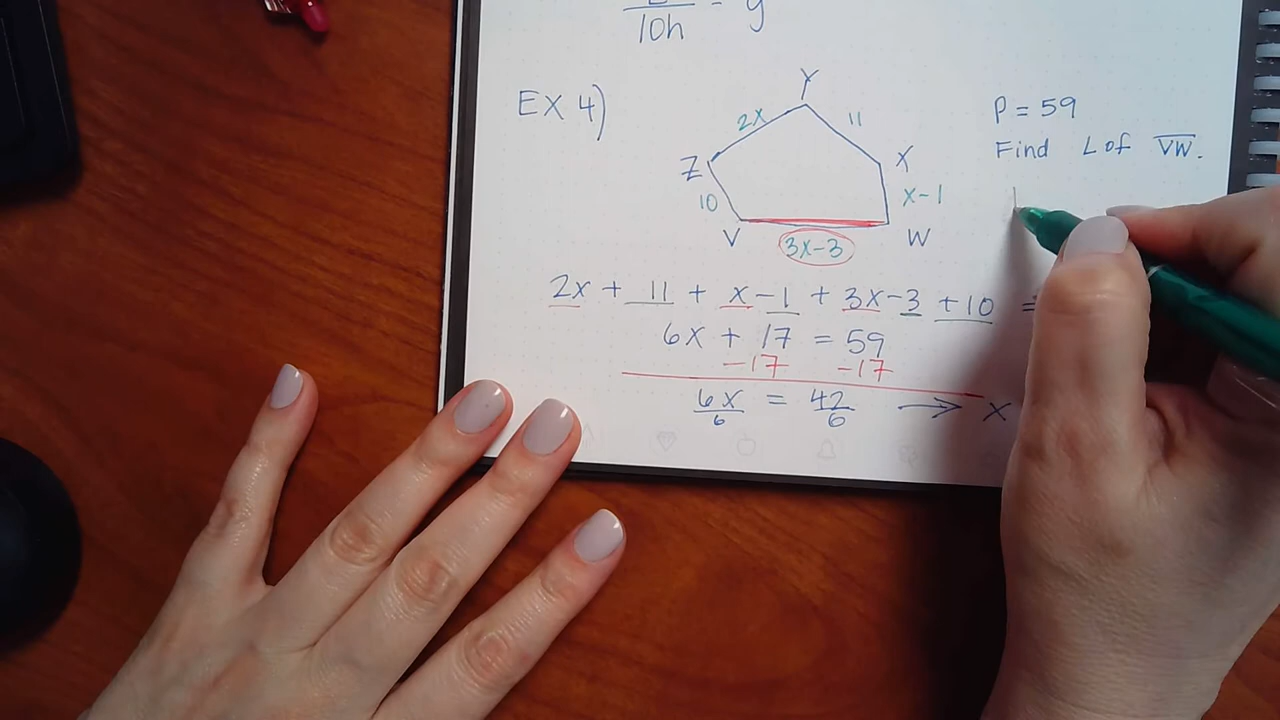 10h = g
EX 4)
Y
2x 11
Z X
10 x-1
V W
3x-3
P = 59
Find L of VW.
2x + 11 + x-1 + 3x-3 +10 =
6x + 17 = 59
-17 -17
6x/6 = 42/6 → x